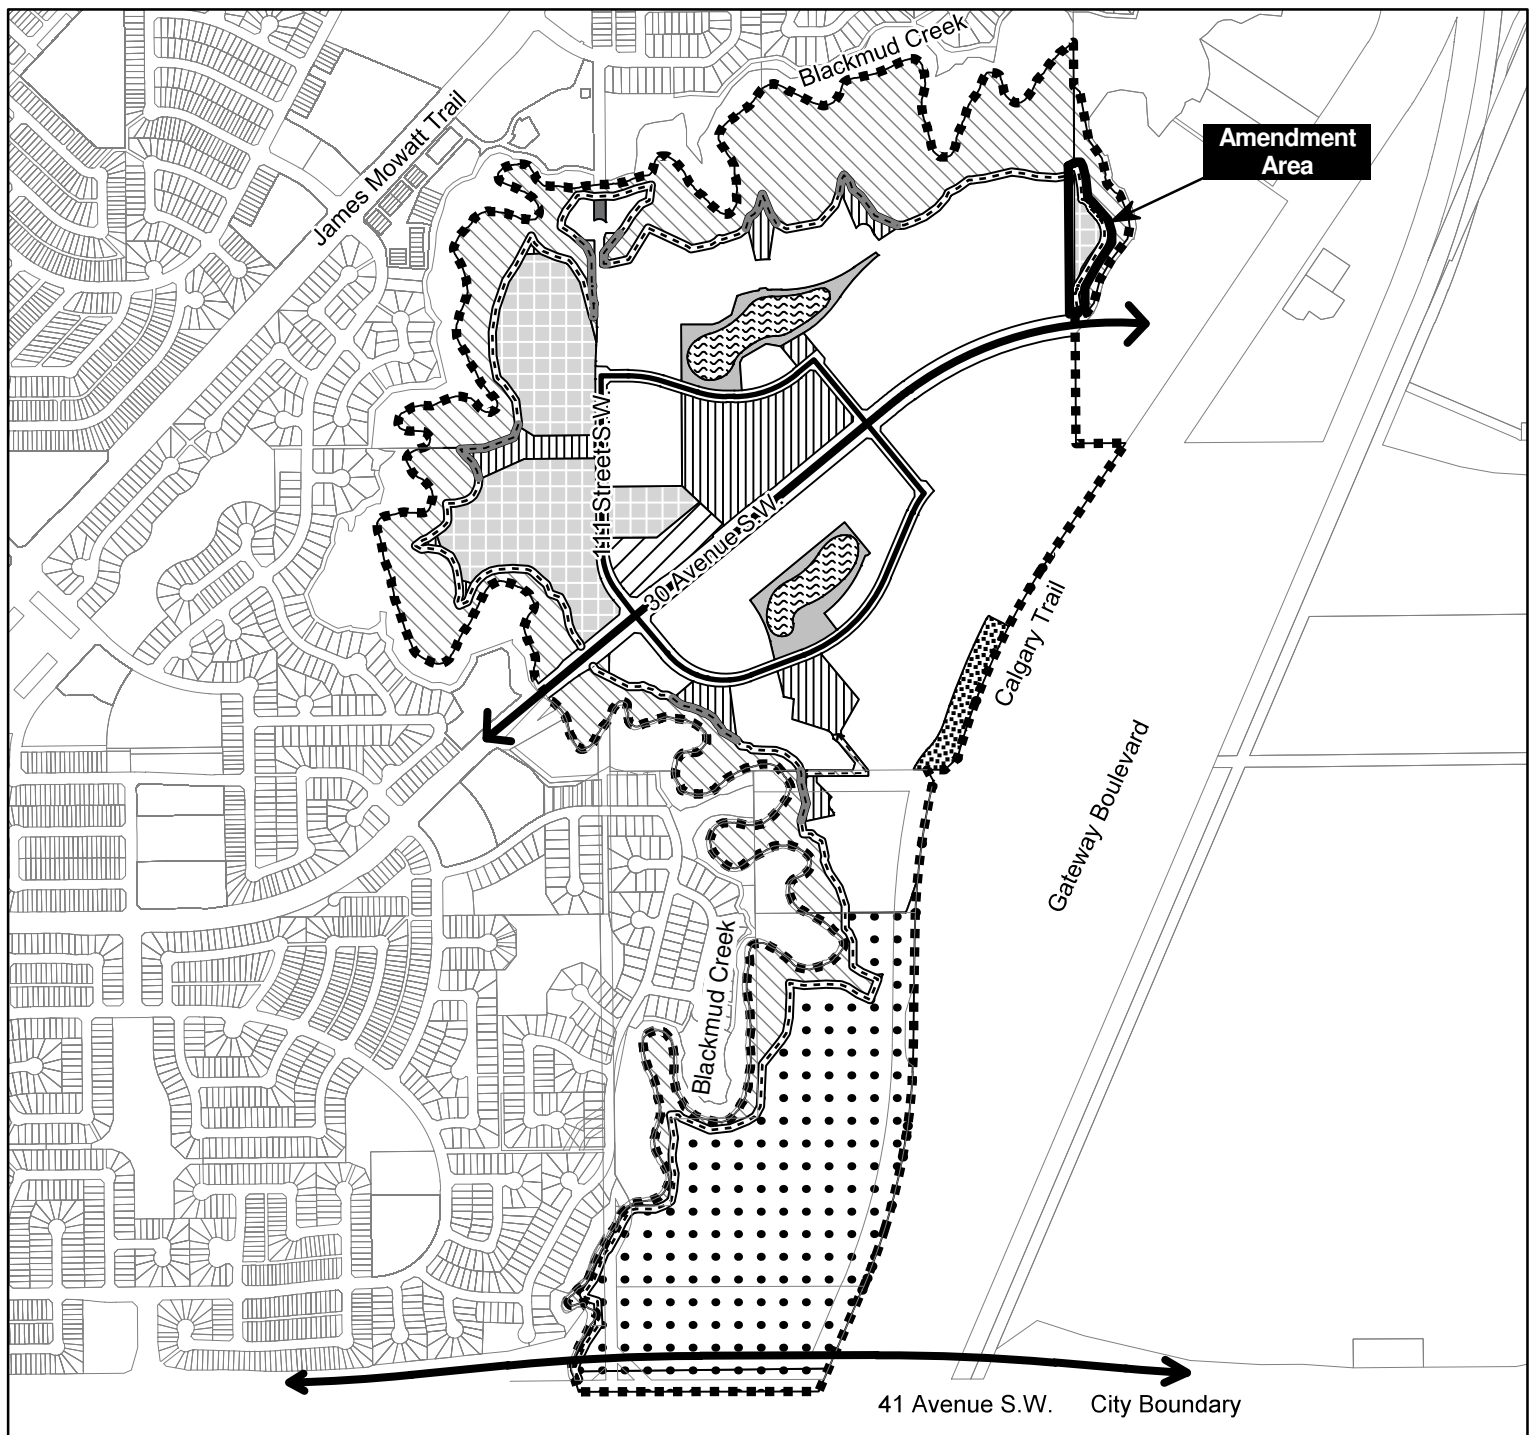 Blackmud Creek
James Mowatt Trail
Amendment
Area
111 Street S.W.
30 Avenue S.W.
Calgary Trail
Gateway Boulevard
Blackmud Creek
41 Avenue S.W.
City Boundary